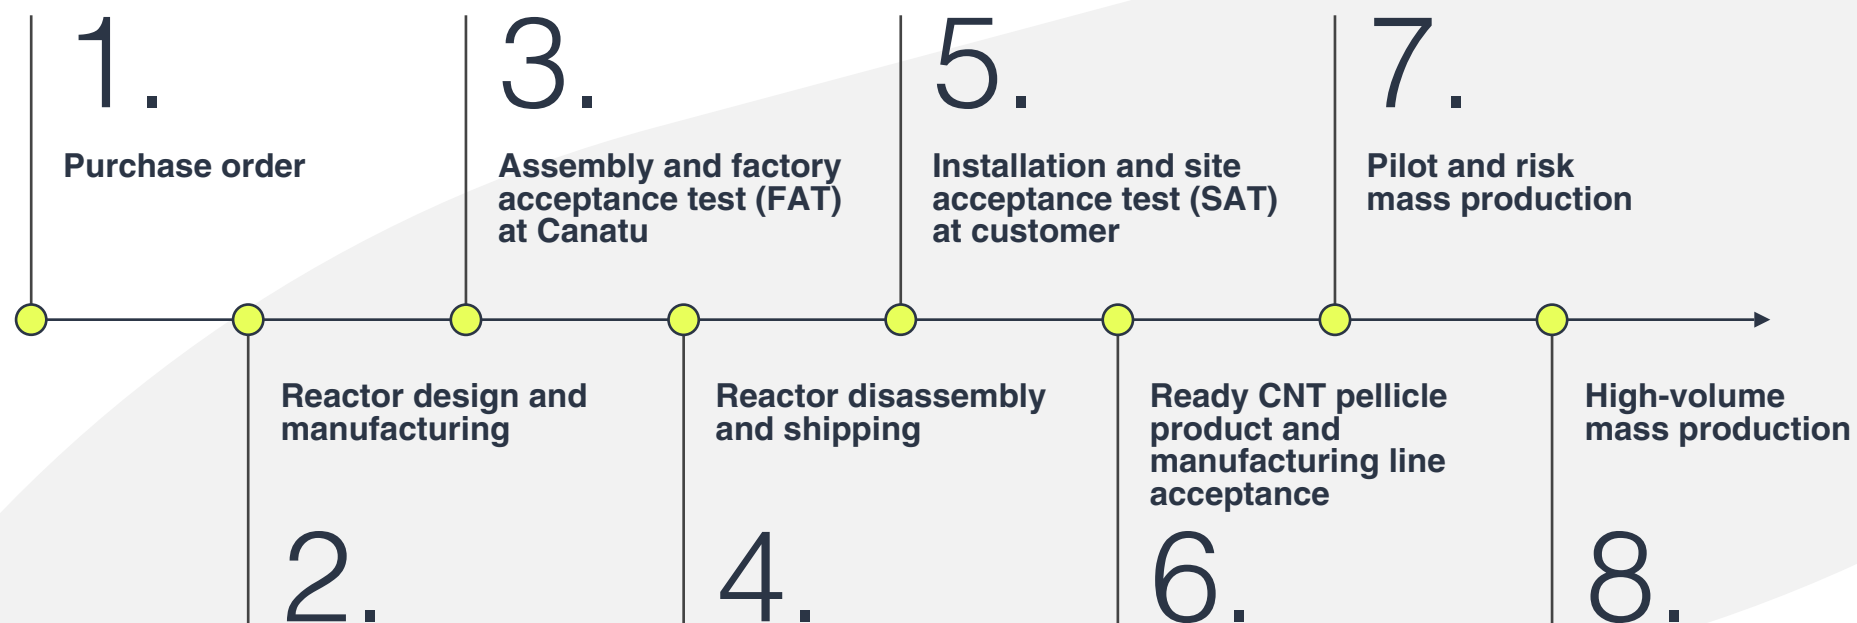 1.
Purchase order
2.
Reactor design and
manufacturing
3.
Assembly and factory
acceptance test (FAT)
at Canatu
4.
Reactor disassembly
and shipping
5.
Installation and site
acceptance test (SAT)
at customer
6.
Ready CNT pellicle
product and
manufacturing line
acceptance
7.
Pilot and risk
mass production
8.
High-volume
mass production